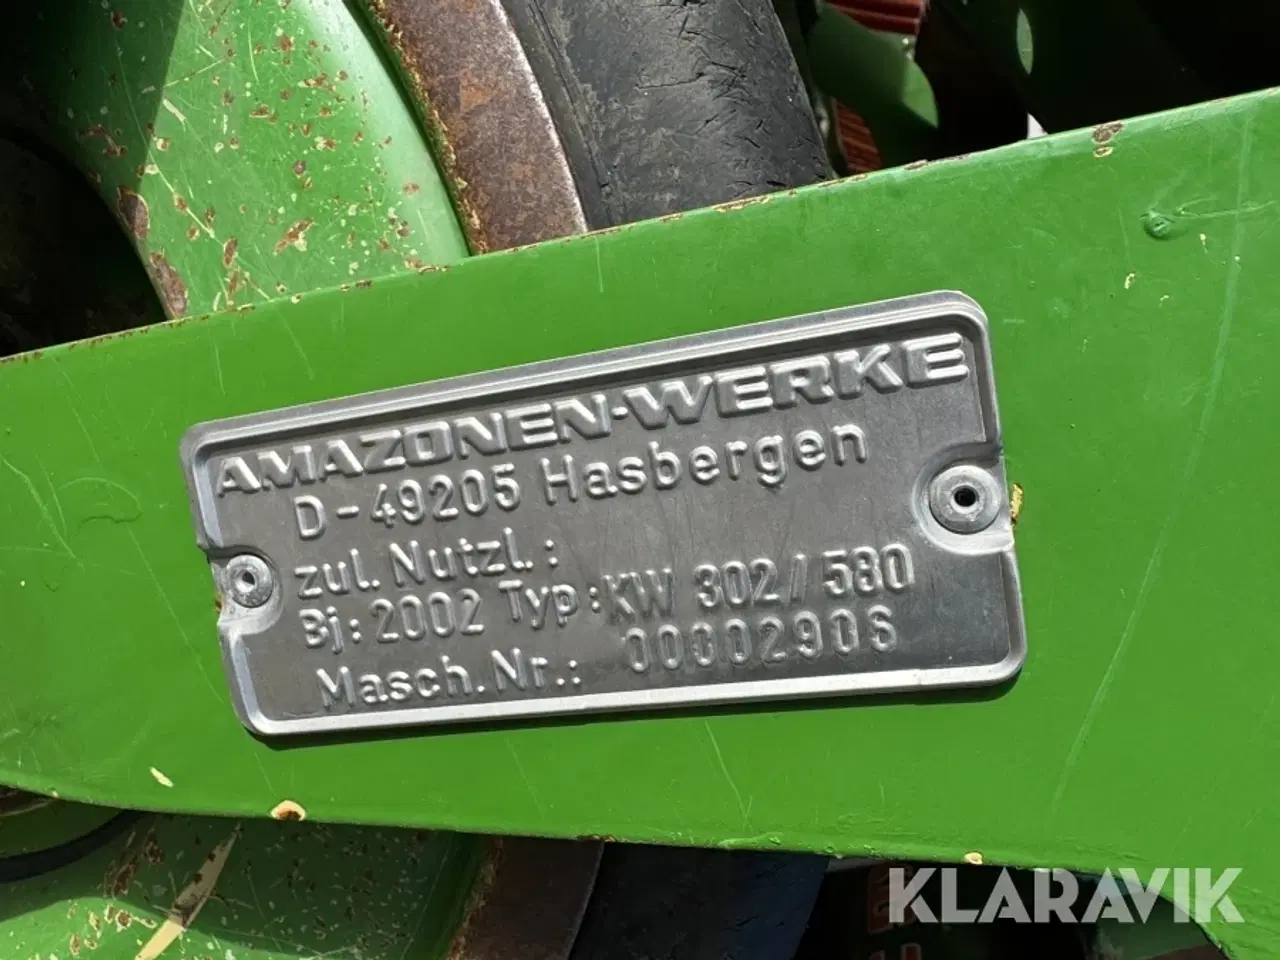 AMAZONEN-WERKE
D-49205 Hasbergen
zul. Nutzl.:
Bj: 2002 Typ: KW 302/580
Masch. Nr.: 00002906
KLARAVIK